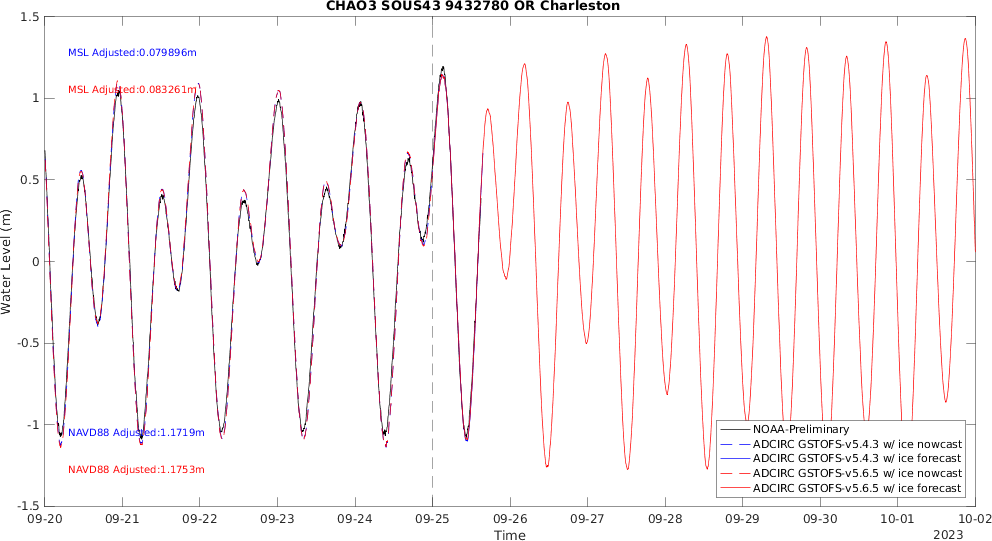 CHAO3 SOUS43 9432780 OR Charleston
1.5
1
0.5
0
-0.5
-1
-1.5
Water Level (m)
MSL Adjusted:0.079896m
MSL Adjusted:0.083261m
NAVD88 Adjusted:1.1719m
NAVD88 Adjusted:1.1753m
NOAA-Preliminary
ADCIRC GSTOFS-v5.4.3 w/ ice nowcast
ADCIRC GSTOFS-v5.4.3 w/ ice forecast
ADCIRC GSTOFS-v5.6.5 w/ ice nowcast
ADCIRC GSTOFS-v5.6.5 w/ ice forecast
09-20 09-21 09-22 09-23 09-24 09-25 09-26 09-27 09-28 09-29 09-30 10-01 10-02
Time
2023